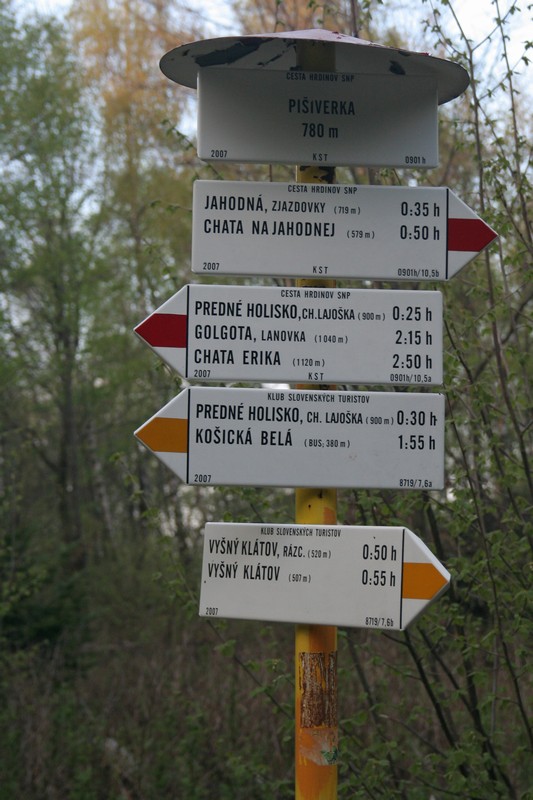 CESTA HRDINOV SNP
PIŠIVERKA
780 m
2007 KST 0901h
CESTA HRDINOV SNP
JAHODNÁ, ZJAZDOVKY (719 m) 0:35 h
CHATA NA JAHODNEJ (579 m) 0:50 h
2007 KST 0901h/10,5b
CESTA HRDINOV SNP
PREDNÉ HOLISKO, CH. LAJOŠKA (900 m) 0:25 h
GOLGOTA, LANOVKA (1040 m) 2:15 h
CHATA ERIKA (1120 m) 2:50 h
2007 KST 0901h/10,5a
KLUB SLOVENSKÝCH TURISTOV
PREDNÉ HOLISKO, CH. LAJOŠKA (900 m) 0:30 h
KOŠICKÁ BELÁ (BUS; 380 m) 1:55 h
2007 8719/7,6a
KLUB SLOVENSKÝCH TURISTOV
VYŠNÝ KLÁTOV, RÁZC. (520 m) 0:50 h
VYŠNÝ KLÁTOV (507 m) 0:55 h
2007 8719/7,6b